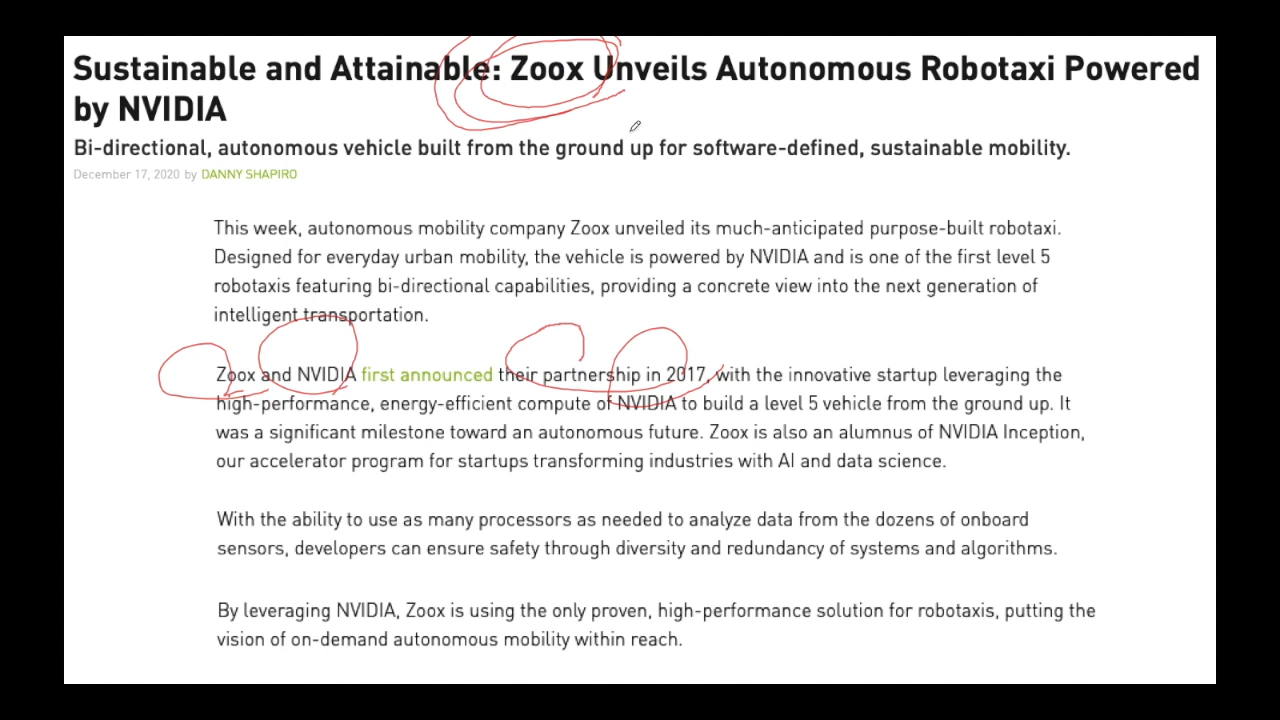 Sustainable and Attainable: Zoox Unveils Autonomous Robotaxi Powered
by NVIDIA
Bi-directional, autonomous vehicle built from the ground up for software-defined, sustainable mobility.
December 17, 2020 by DANNY SHAPIRO
This week, autonomous mobility company Zoox unveiled its much-anticipated purpose-built robotaxi.
Designed for everyday urban mobility, the vehicle is powered by NVIDIA and is one of the first level 5
robotaxis featuring bi-directional capabilities, providing a concrete view into the next generation of
intelligent transportation.
Zoox and NVIDIA first announced their partnership in 2017, with the innovative startup leveraging the
high-performance, energy-efficient compute of NVIDIA to build a level 5 vehicle from the ground up. It
was a significant milestone toward an autonomous future. Zoox is also an alumnus of NVIDIA Inception,
our accelerator program for startups transforming industries with AI and data science.
With the ability to use as many processors as needed to analyze data from the dozens of onboard
sensors, developers can ensure safety through diversity and redundancy of systems and algorithms.
By leveraging NVIDIA, Zoox is using the only proven, high-performance solution for robotaxis, putting the
vision of on-demand autonomous mobility within reach.